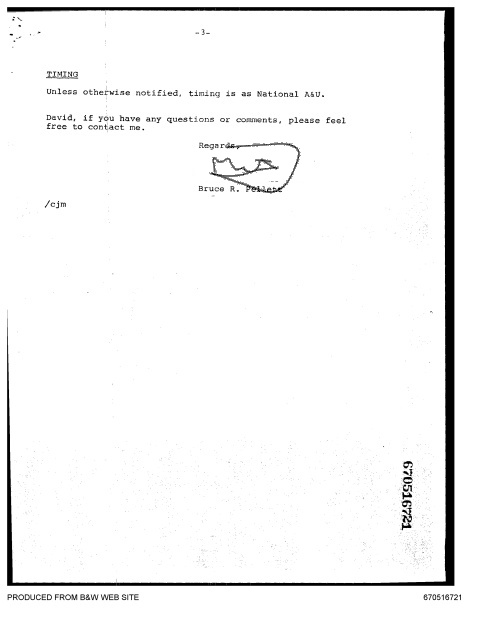 -3-
TIMING
Unless otherwise notified, timing is as National A&U.
David, if you have any questions or comments, please feel
free to contact me.
Regards,
Bruce R. Pellett
/cjm
670516721
PRODUCED FROM B&W WEB SITE
670516721